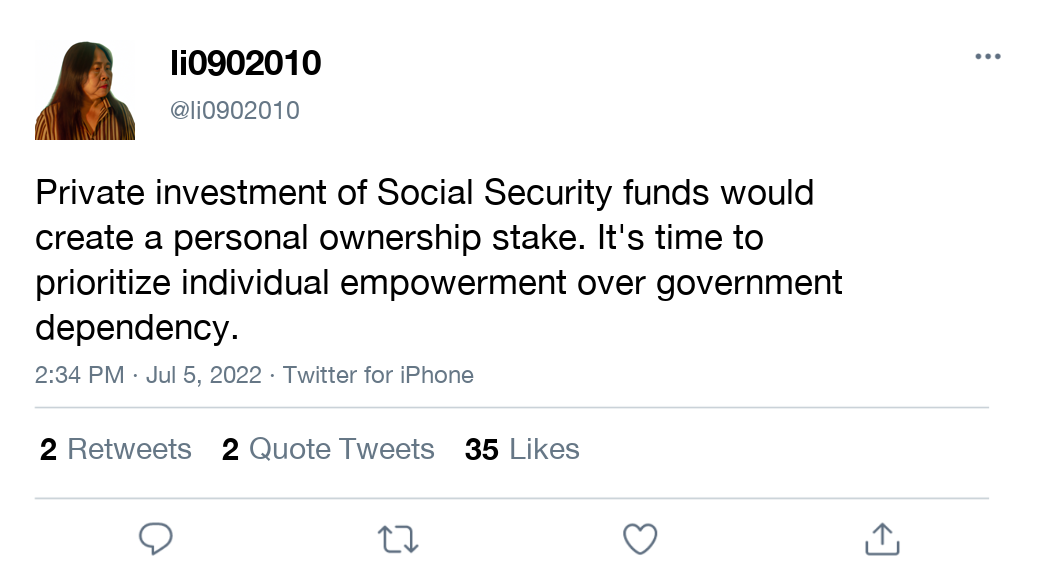 li0902010
@li0902010
Private investment of Social Security funds would
create a personal ownership stake. It's time to
prioritize individual empowerment over government
dependency.
2:34 PM · Jul 5, 2022 · Twitter for iPhone
2 Retweets 2 Quote Tweets 35 Likes